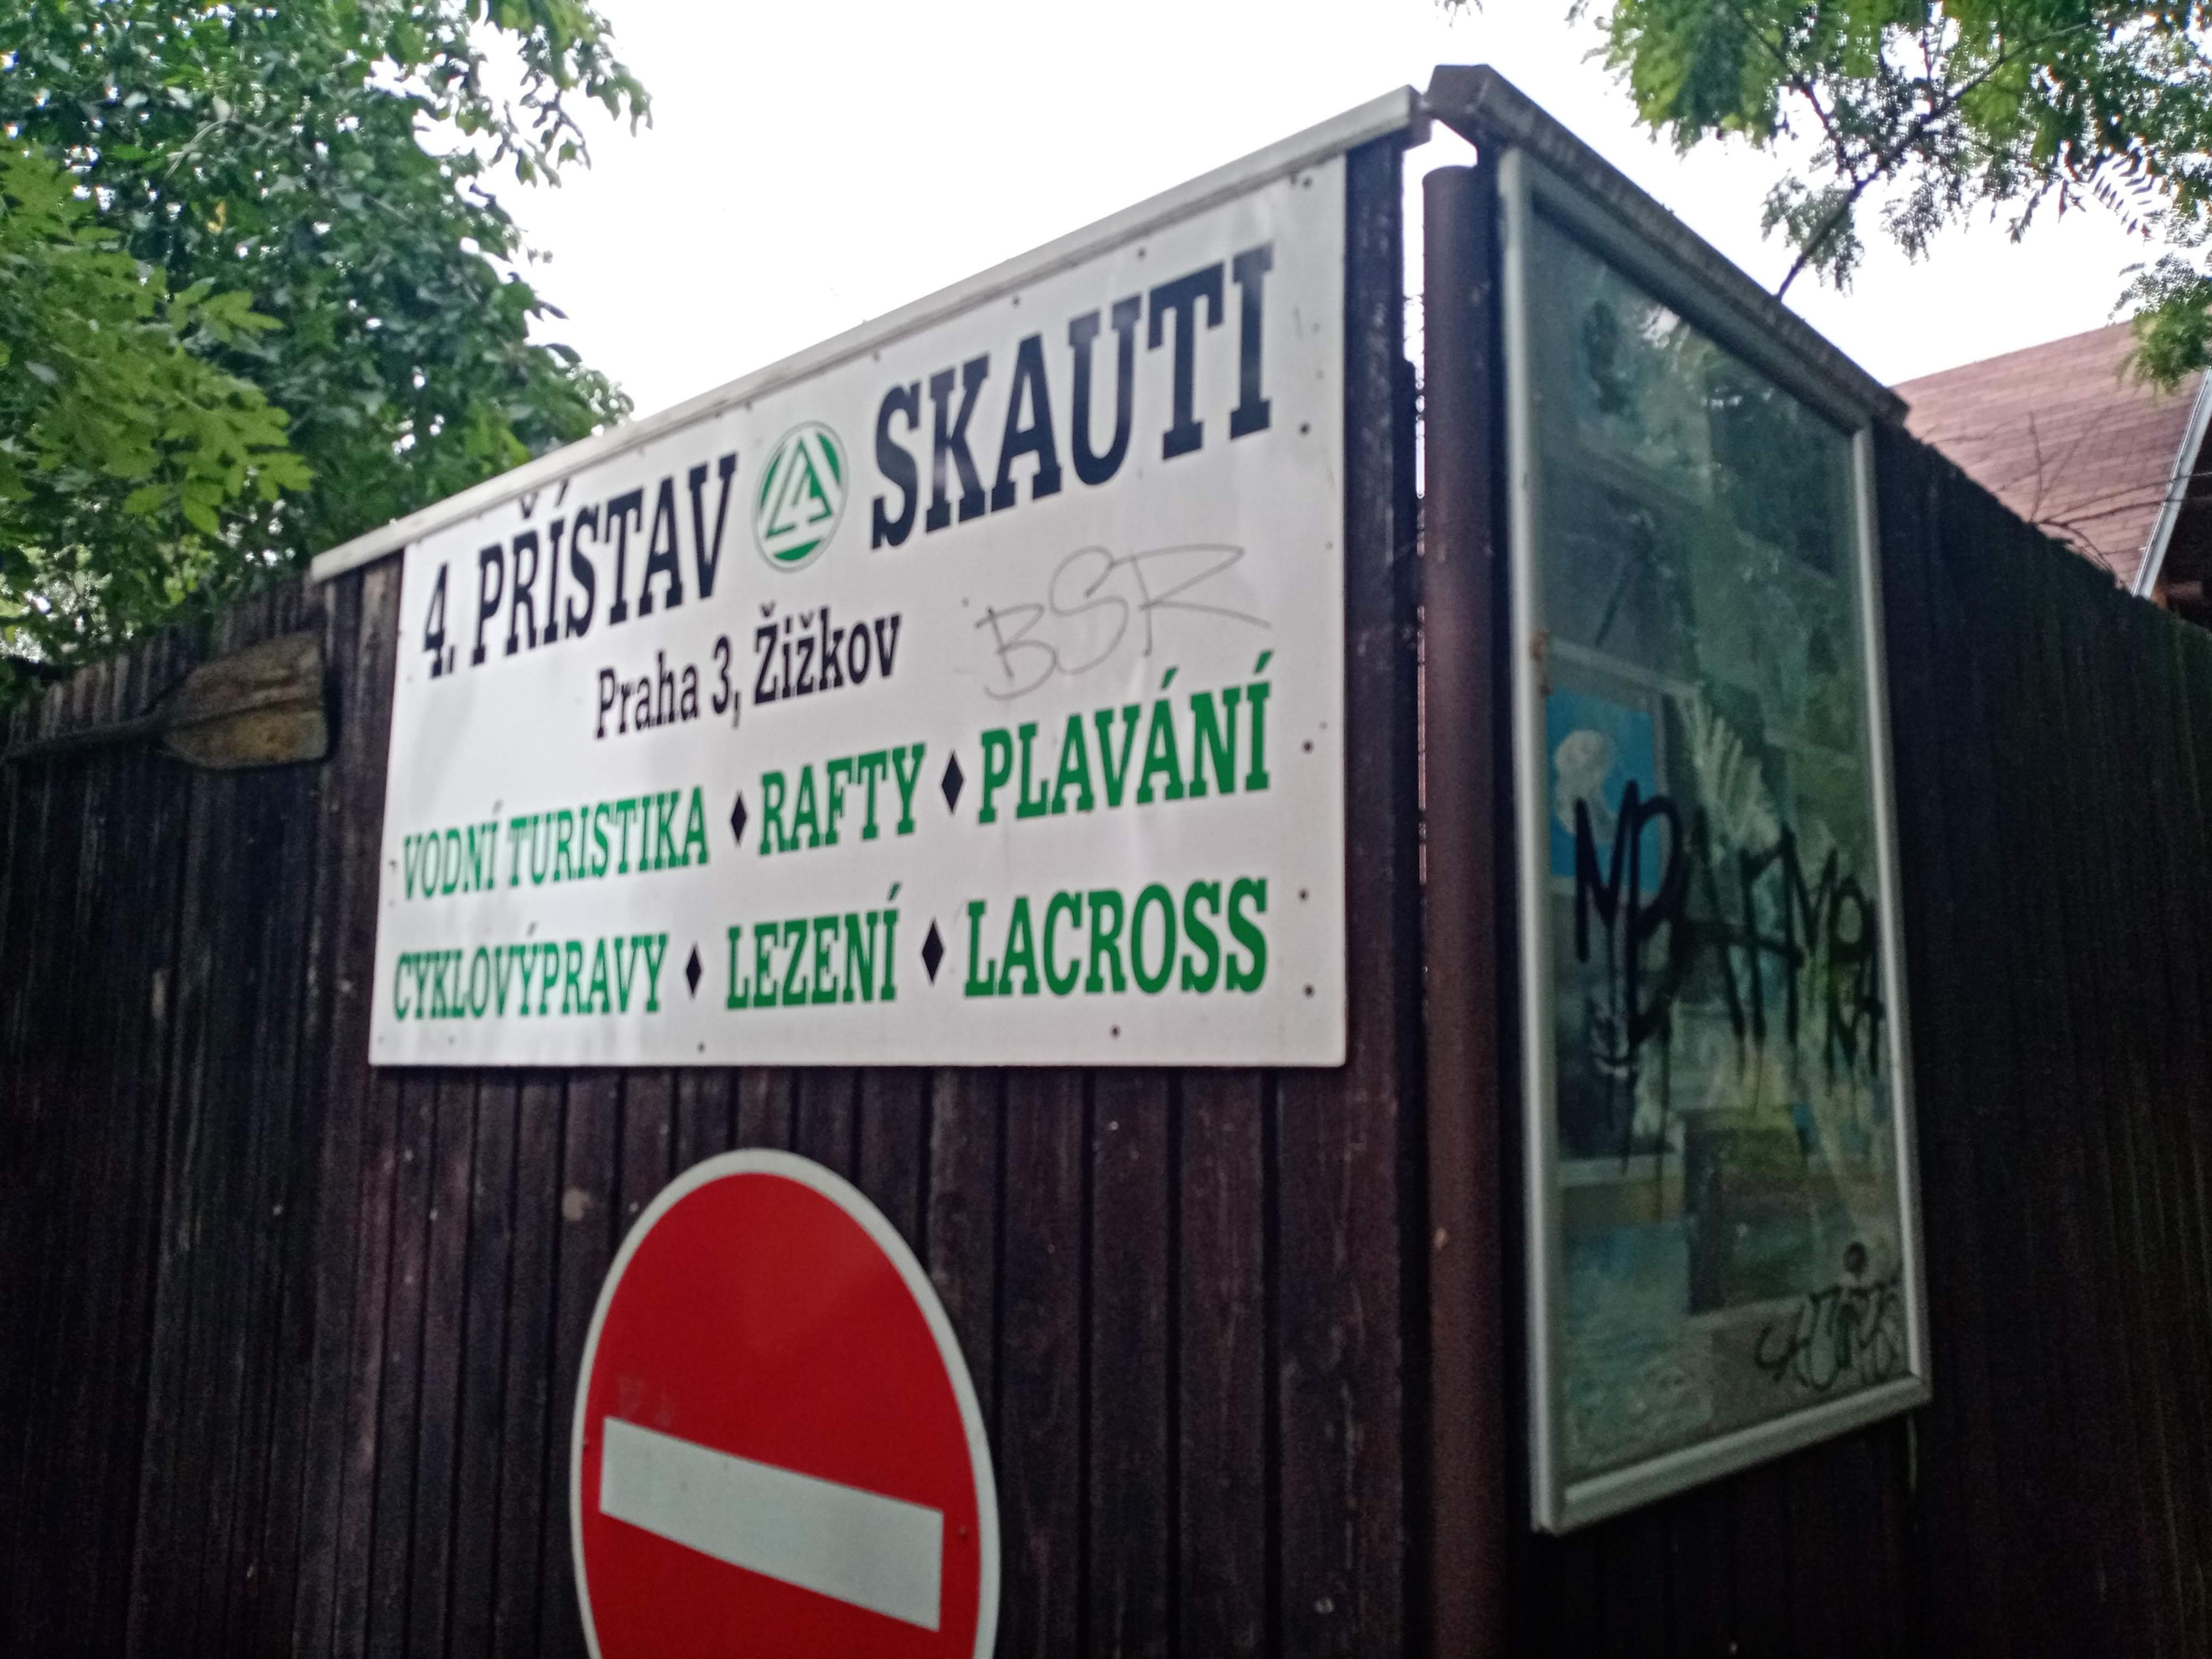 4. PŘÍSTAV SKAUTI
Praha 3, Žižkov
BSR
VODNÍ TURISTIKA ♦ RAFTY ♦ PLAVÁNÍ
CYKLOVÝPRAVY ♦ LEZENÍ ♦ LACROSS